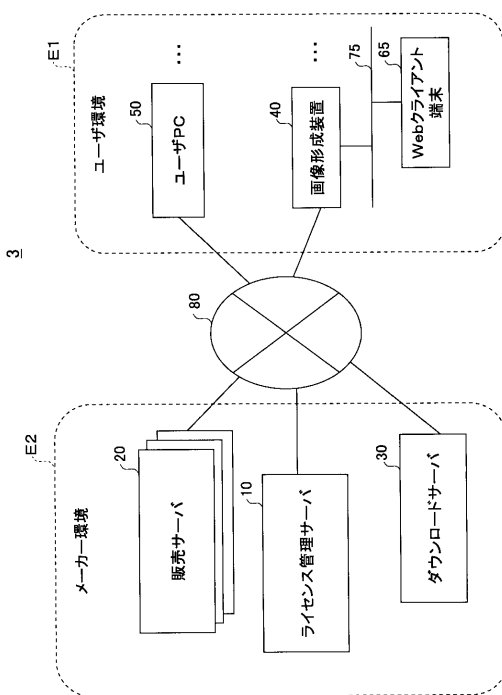 3
E2
メーカー環境
20
販売サーバ
10
ライセンス管理サーバ
30
ダウンロードサーバ
80
E1
ユーザ環境
50
ユーザPC
...
40
画像形成装置
...
75
65
Webクライアント
端末